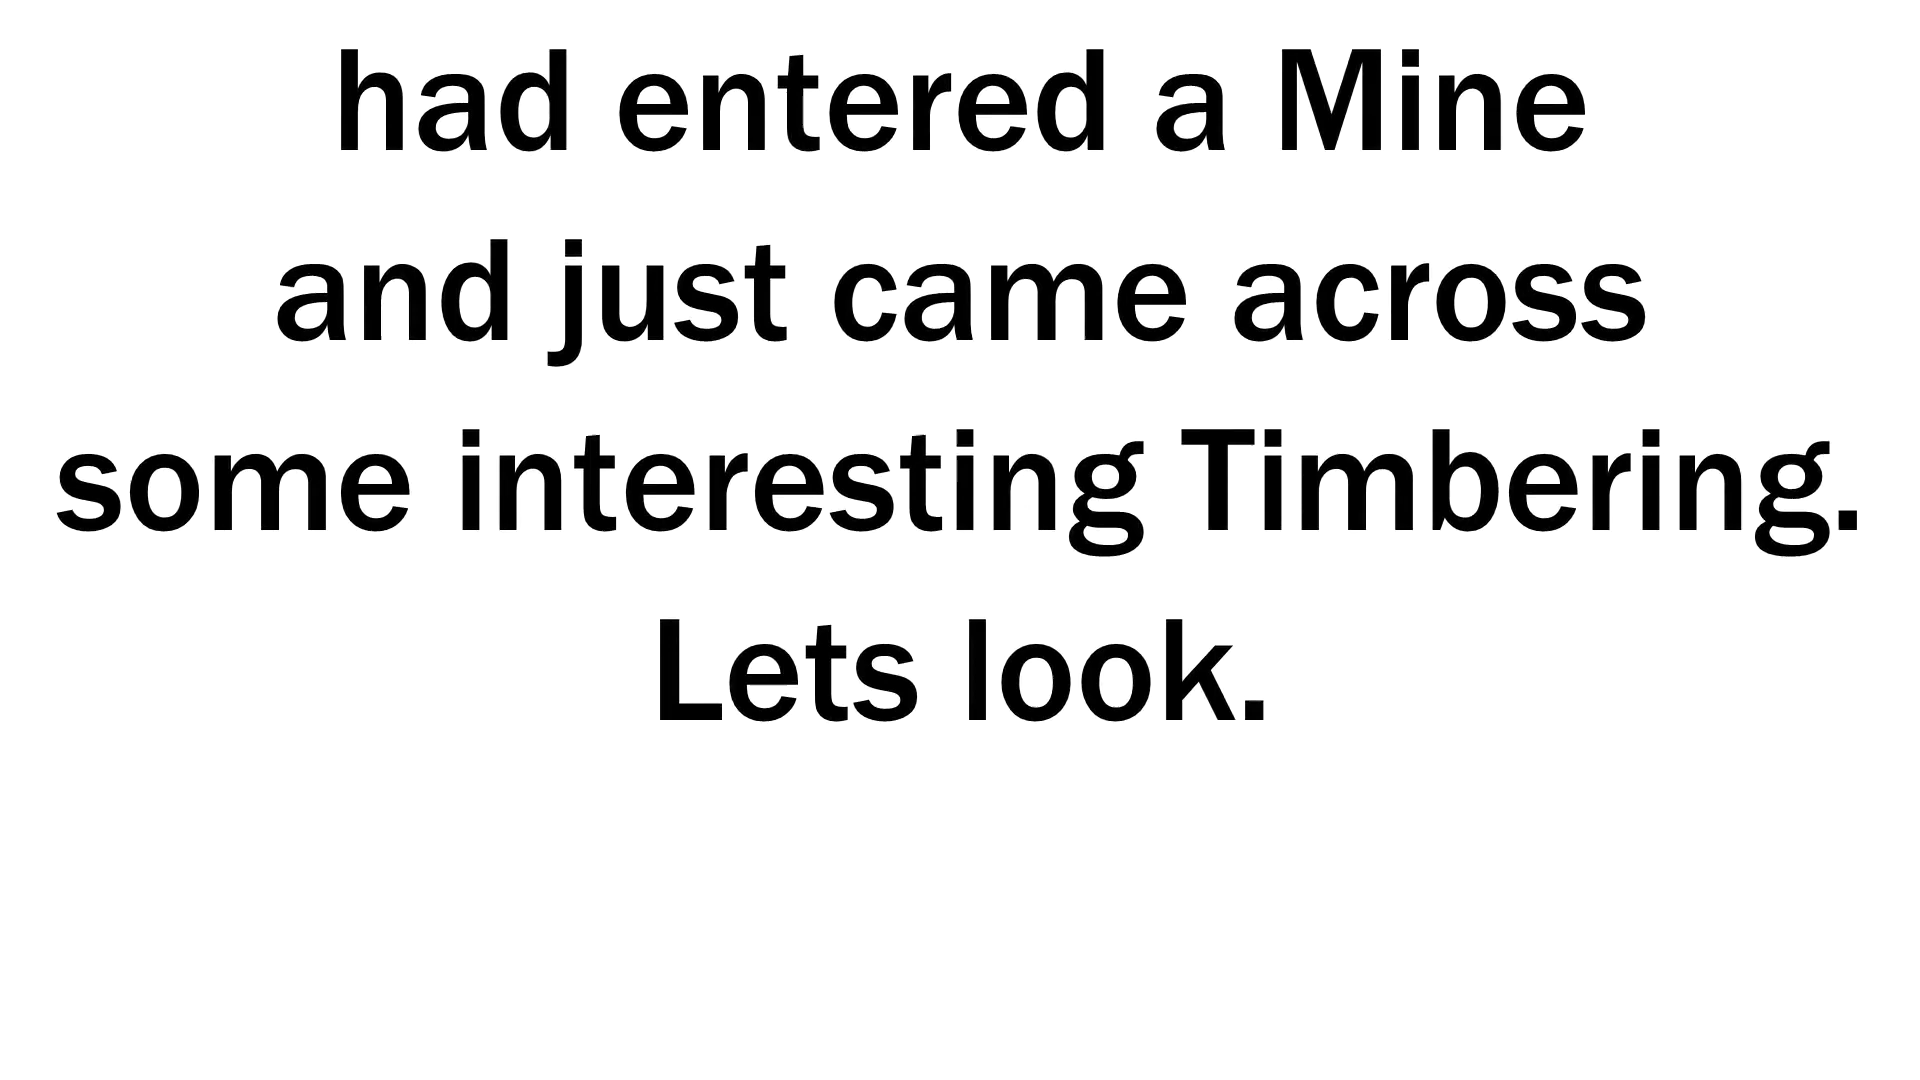 had entered a Mine
and just came across
some interesting Timbering.
Lets look.